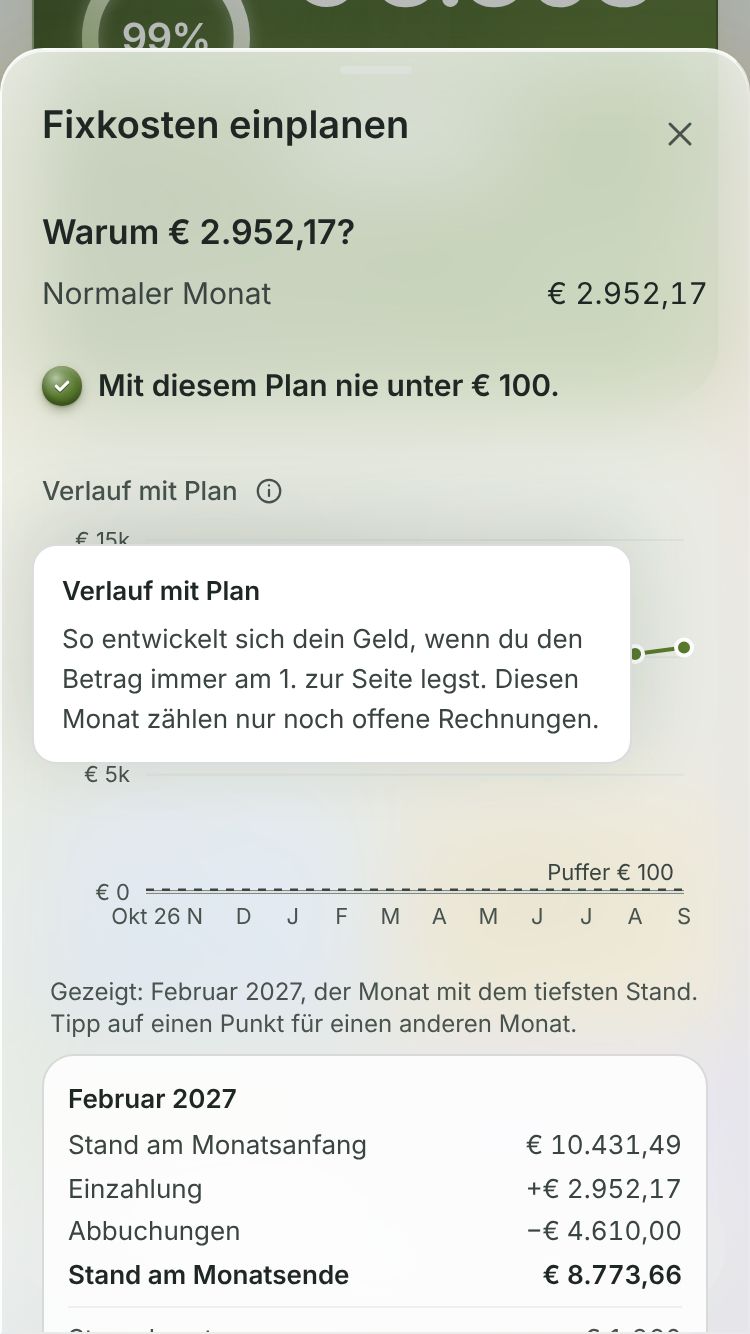 99%
Fixkosten einplanen
Warum € 2.952,17?
Normaler Monat € 2.952,17
Mit diesem Plan nie unter € 100.
Verlauf mit Plan
€ 15k
Verlauf mit Plan
So entwickelt sich dein Geld, wenn du den
Betrag immer am 1. zur Seite legst. Diesen
Monat zählen nur noch offene Rechnungen.
€ 5k
Puffer € 100
€ 0
Okt 26 N D J F M A M J J A S
Gezeigt: Februar 2027, der Monat mit dem tiefsten Stand.
Tipp auf einen Punkt für einen anderen Monat.
Februar 2027
Stand am Monatsanfang € 10.431,49
Einzahlung +€ 2.952,17
Abbuchungen −€ 4.610,00
Stand am Monatsende € 8.773,66